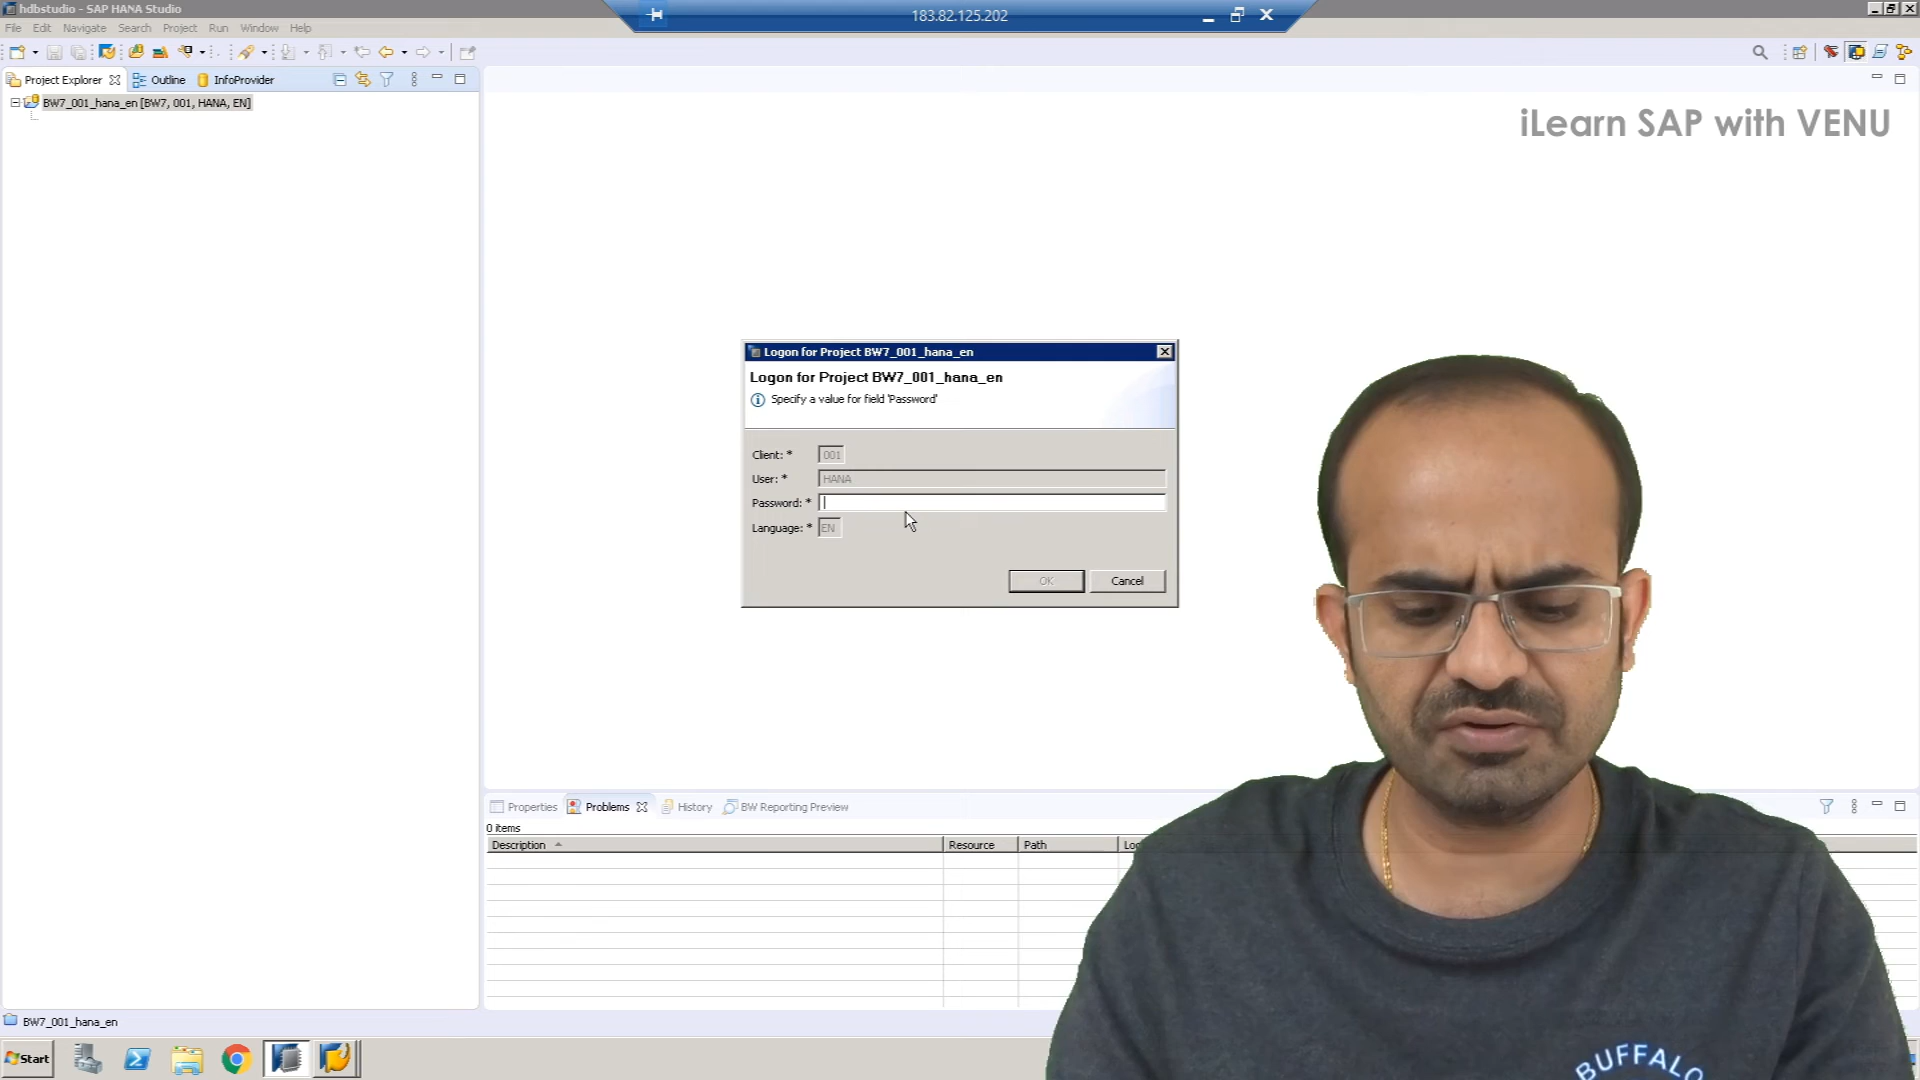 hdbstudio - SAP HANA Studio
183.82.125.202
File Edit Navigate Search Project Run Window Help
Project Explorer Outline InfoProvider
BW7_001_hana_en [BW7, 001, HANA, EN]
iLearn SAP with VENU
Logon for Project BW7_001_hana_en
Logon for Project BW7_001_hana_en
Specify a value for field 'Password'
Client: * 001
User: * HANA
Password: *
Language: * EN
OK Cancel
Properties Problems History BW Reporting Preview
0 items
Description Resource Path
BW7_001_hana_en
Start
BUFFALO